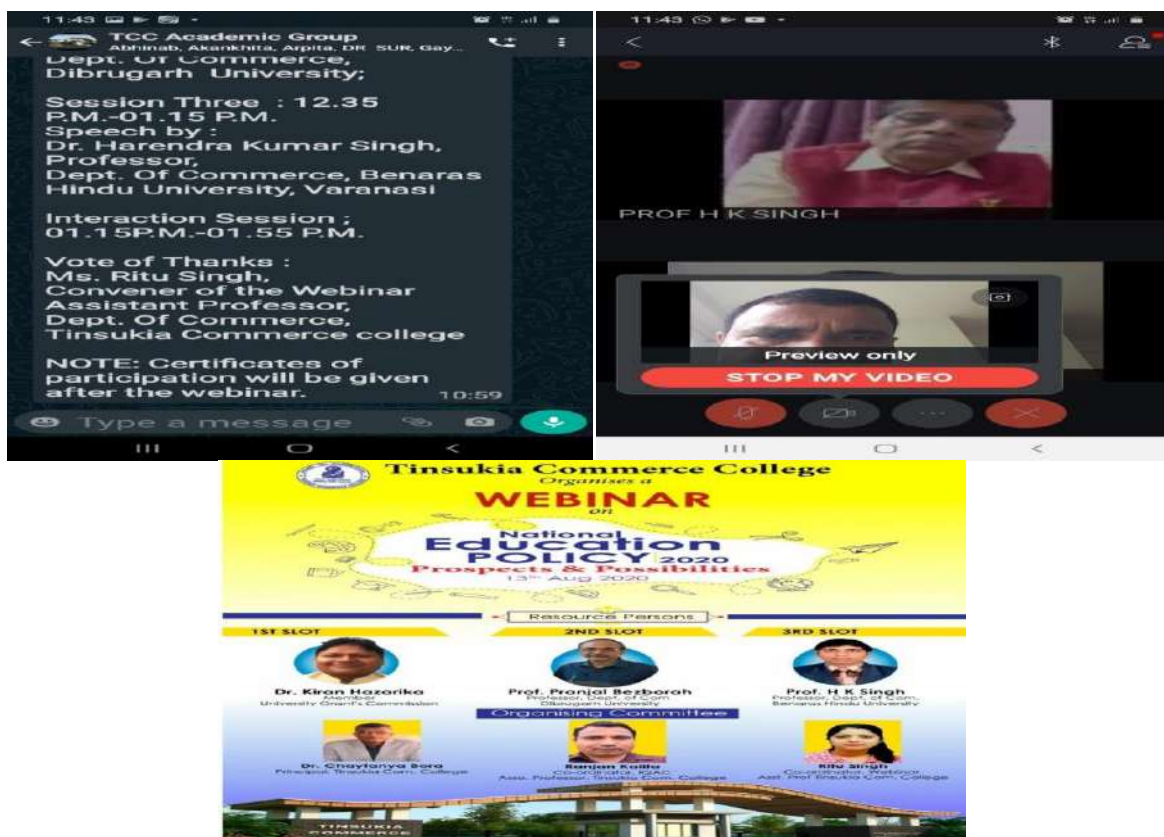 11:43
TCC Academic Group
Abhinab, Akankhita, Arpita, DR SUR, Gay...
Dept. Of Commerce,
Dibrugarh University;
Session Three : 12.35
P.M.-01.15 P.M.
Speech by :
Dr. Harendra Kumar Singh,
Professor,
Dept. Of Commerce, Benaras
Hindu University, Varanasi
Interaction Session ;
01.15P.M.-01.55 P.M.
Vote of Thanks :
Ms. Ritu Singh,
Convener of the Webinar
Assistant Professor,
Dept. Of Commerce,
Tinsukia Commerce college
NOTE: Certificates of
participation will be given
after the webinar.
10:59
Type a message
11:43
PROF H K SINGH
Preview only
STOP MY VIDEO
Tinsukia Commerce College
Organises a
WEBINAR
on
National
Education
POLICY 2020
Prospects & Possibilities
13th Aug 2020
Resource Persons
1ST SLOT
2ND SLOT
3RD SLOT
Dr. Kiran Hazarika
Member
University Grant's Commission
Prof. Pranjal Bezborah
Professor, Dept. of Com
Dibrugarh University
Prof. H K Singh
Professor, Dept. of Com.
Benaras Hindu University
Organising Committee
Dr. Chaytanya Bora
Principal, Tinsukia Com. College
Ranjan Kalita
Co-ordinator, IQAC
Asst. Professor, Tinsukia Com. College
Ritu Singh
Co-ordinator, Webinar
Asst. Prof Tinsukia Com. College
TINSUKIA
COMMERCE